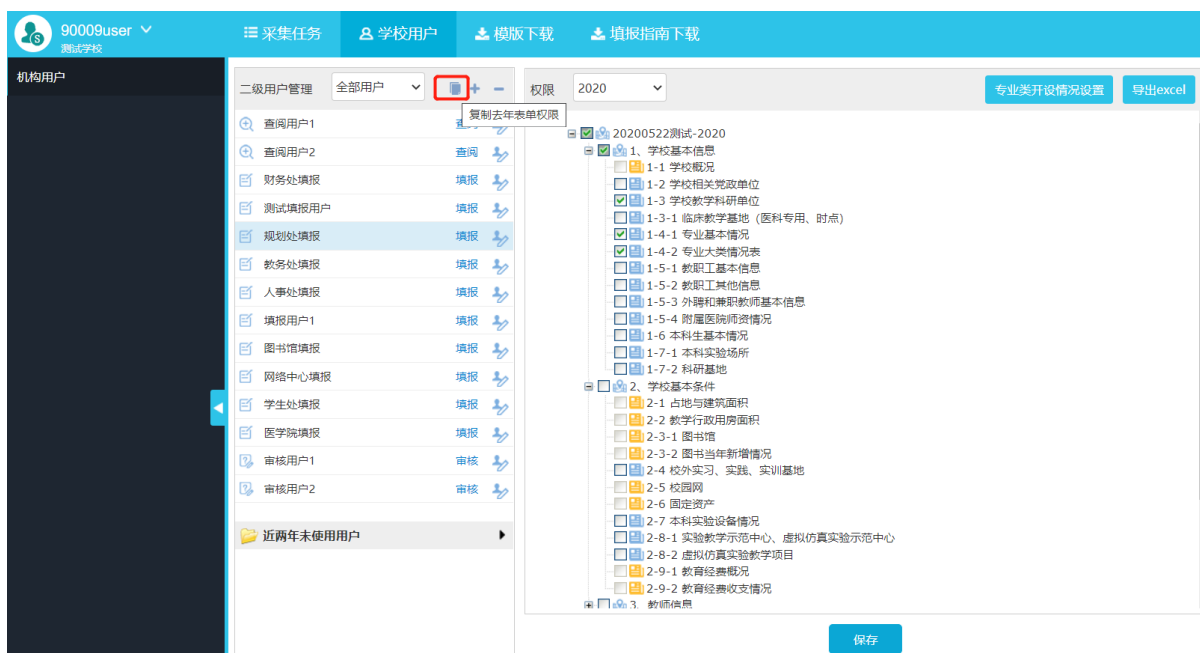 90009user
测试学校
采集任务
学校用户
模版下载
填报指南下载
机构用户
二级用户管理
全部用户
权限
2020
专业类开设情况设置
导出excel
复制去年表单权限
查阅用户1
查阅用户2 查阅
财务处填报 填报
测试填报用户 填报
规划处填报 填报
教务处填报 填报
人事处填报 填报
填报用户1 填报
图书馆填报 填报
网络中心填报 填报
学生处填报 填报
医学院填报 填报
审核用户1 审核
审核用户2 审核
近两年未使用用户
20200522测试-2020
1、学校基本信息
1-1 学校概况
1-2 学校相关党政单位
1-3 学校教学科研单位
1-3-1 临床教学基地（医科专用、时点）
1-4-1 专业基本情况
1-4-2 专业大类情况表
1-5-1 教职工基本信息
1-5-2 教职工其他信息
1-5-3 外聘和兼职教师基本信息
1-5-4 附属医院师资情况
1-6 本科生基本情况
1-7-1 本科实验场所
1-7-2 科研基地
2、学校基本条件
2-1 占地与建筑面积
2-2 教学行政用房面积
2-3-1 图书馆
2-3-2 图书当年新增情况
2-4 校外实习、实践、实训基地
2-5 校园网
2-6 固定资产
2-7 本科实验设备情况
2-8-1 实验教学示范中心、虚拟仿真实验示范中心
2-8-2 虚拟仿真实验教学项目
2-9-1 教育经费概况
2-9-2 教育经费收支情况
3、教师信息
保存